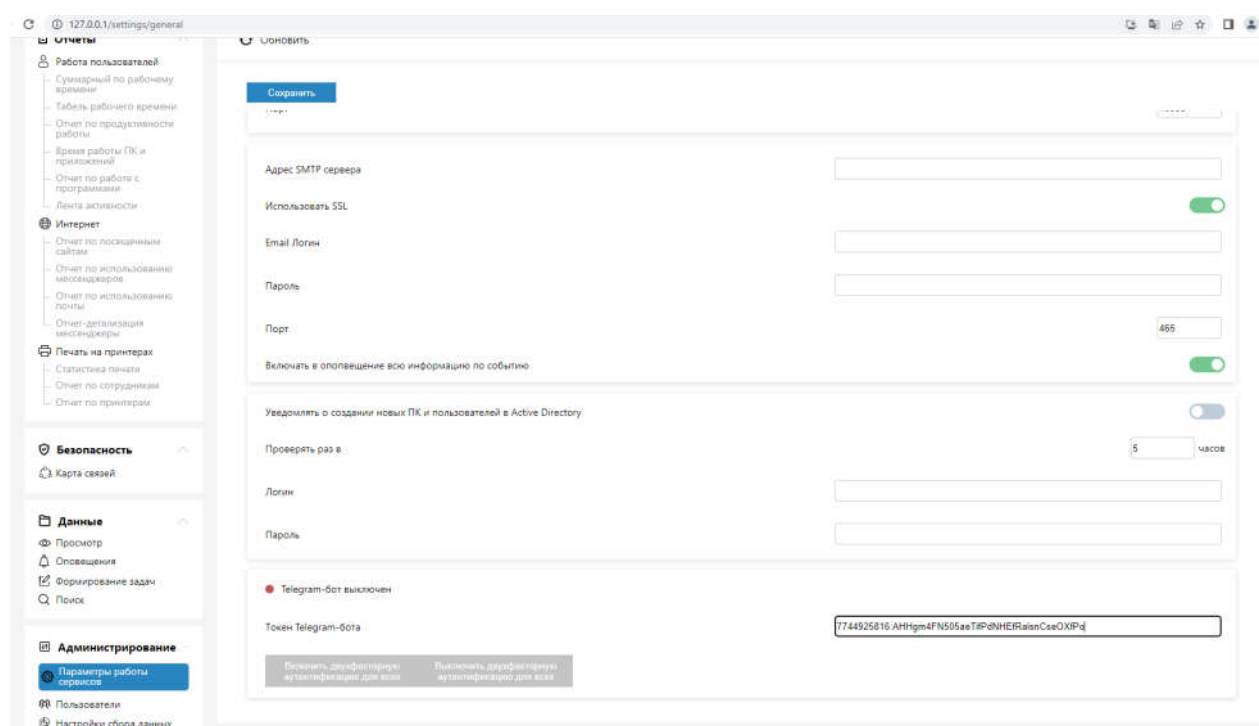 127.0.0.1/settings/general
Отчеты
Обновить
Работа пользователей
Суммарный по рабочему
времени
Табель рабочего времени
Отчет по продуктивности
работы
Время работы ПК и
приложений
Отчет по работе с
программами
Лента активности
Интернет
Отчет по посещенным
сайтам
Отчет по использованию
мессенджеров
Отчет по использованию
почты
Отчет-детализация
мессенджеры
Печать на принтерах
Статистика печати
Отчет по сотрудникам
Отчет по принтерам
Безопасность
Карта связей
Данные
Просмотр
Оповещения
Формирование задач
Поиск
Администрирование
Параметры работы
сервисов
Пользователи
Настройки сбора данных
Сохранить
Порт
Адрес SMTP сервера
Использовать SSL
Email Логин
Пароль
Порт 465
Включать в оповещение всю информацию по событию
Уведомлять о создании новых ПК и пользователей в Active Directory
Проверять раз в 5 часов
Логин
Пароль
Telegram-бот выключен
Токен Telegram-бота
Включить двухфакторную
аутентификацию для всех
Выключить двухфакторную
аутентификацию для всех